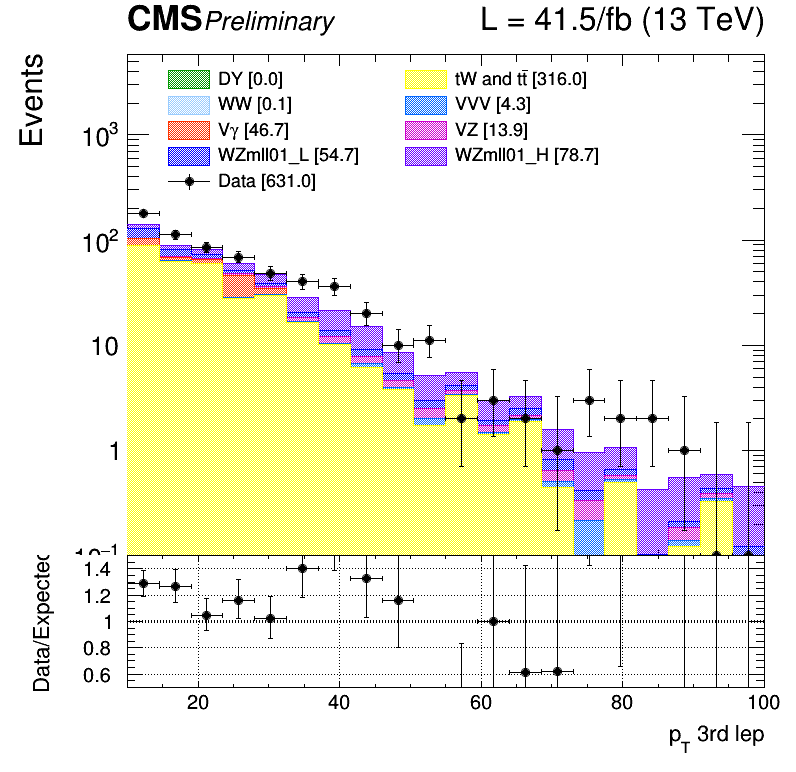 CMS Preliminary L = 41.5/fb (13 TeV)
Events
DY [0.0] tW and tt̄ [316.0]
WW [0.1] VVV [4.3]
Vγ [46.7] VZ [13.9]
WZmll01_L [54.7] WZmll01_H [78.7]
Data [631.0]
10³
10²
10
1
10⁻¹
Data/Expected
1.4
1.2
1
0.8
0.6
20 40 60 80 100
p_T 3rd lep